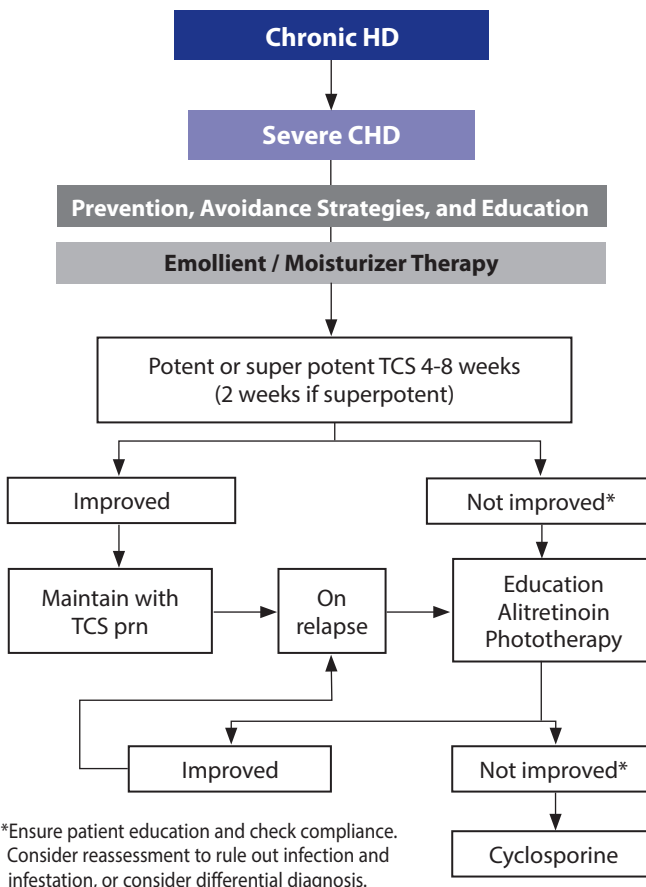 Chronic HD
Severe CHD
Prevention, Avoidance Strategies, and Education
Emollient / Moisturizer Therapy
Potent or super potent TCS 4-8 weeks
(2 weeks if superpotent)
Improved
Not improved*
Maintain with
TCS prn
On
relapse
Education
Alitretinoin
Phototherapy
Improved
Not improved*
*Ensure patient education and check compliance.
Consider reassessment to rule out infection and
infestation, or consider differential diagnosis.
Cyclosporine